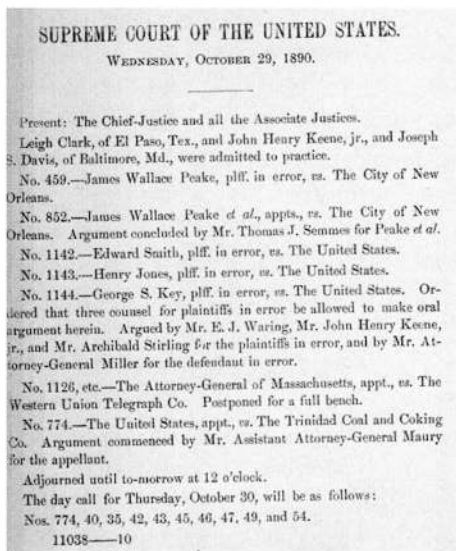 SUPREME COURT OF THE UNITED STATES.
WEDNESDAY, OCTOBER 29, 1890.
Present: The Chief-Justice and all the Associate Justices.
Leigh Clark, of El Paso, Tex., and John Henry Keene, jr., and Joseph
S. Davis, of Baltimore, Md., were admitted to practice.
No. 459.—James Wallace Peake, plff. in error, vs. The City of New
Orleans.
No. 852.—James Wallace Peake et al., appts., vs. The City of New
Orleans. Argument concluded by Mr. Thomas J. Semmes for Peake et al.
No. 1142.—Edward Smith, plff. in error, vs. The United States.
No. 1143.—Henry Jones, plff. in error, vs. The United States.
No. 1144.—George S. Key, plff. in error, vs. The United States. Or-
dered that three counsel for plaintiffs in error be allowed to make oral
argument herein. Argued by Mr. E. J. Waring, Mr. John Henry Keene,
jr., and Mr. Archibald Stirling for the plaintiffs in error, and by Mr. At-
torney-General Miller for the defendant in error.
No. 1126, etc.—The Attorney-General of Massachusetts, appt., vs. The
Western Union Telegraph Co. Postponed for a full bench.
No. 774.—The United States, appt., vs. The Trinidad Coal and Coking
Co. Argument commenced by Mr. Assistant Attorney-General Maury
for the appellant.
Adjourned until to-morrow at 12 o'clock.
The day call for Thursday, October 30, will be as follows:
Nos. 774, 40, 35, 42, 43, 45, 46, 47, 49, and 54.
11038——10